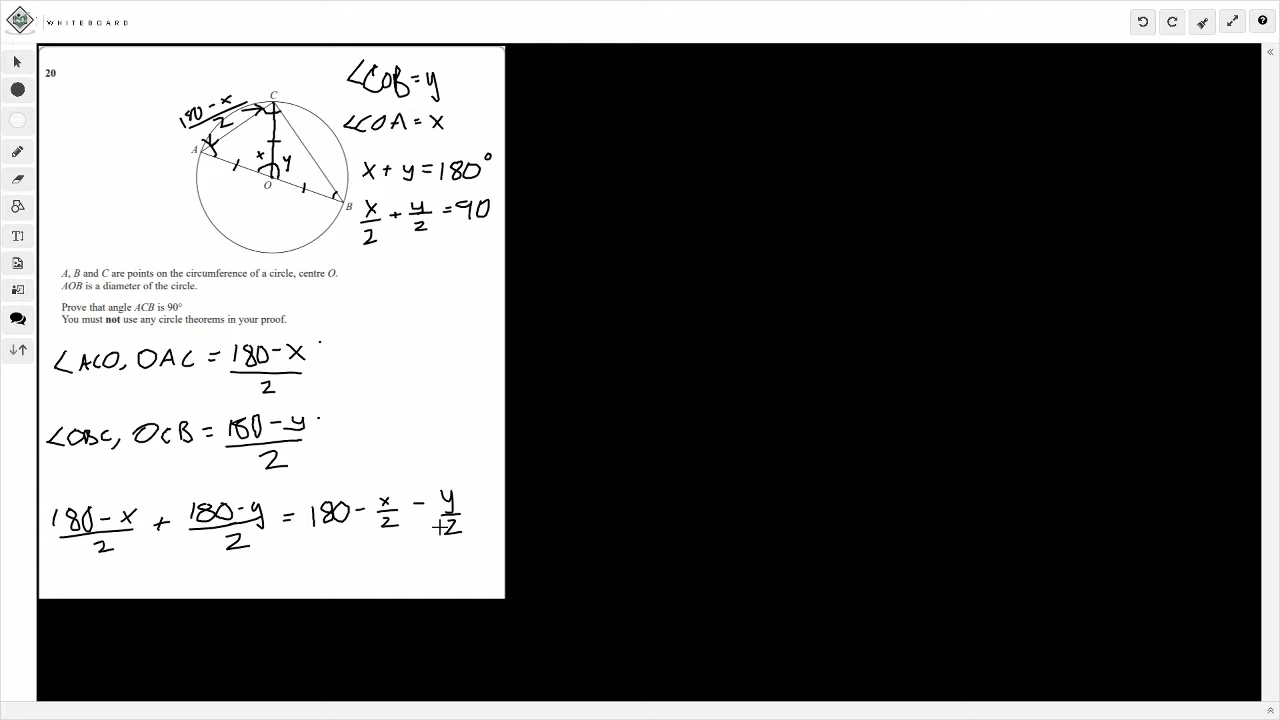 WHITEBOARD
20
∠COB = y
∠COA = x
x + y = 180°
x/2 + y/2 = 90
180 - x / 2
C
A
x y
O
B
A, B and C are points on the circumference of a circle, centre O.
AOB is a diameter of the circle.
Prove that angle ACB is 90°
You must not use any circle theorems in your proof.
∠ACO, OAC = 180 - x / 2
∠OBC, OCB = 180 - y / 2
180 - x / 2 + 180 - y / 2 = 180 - x/2 - y/2
T